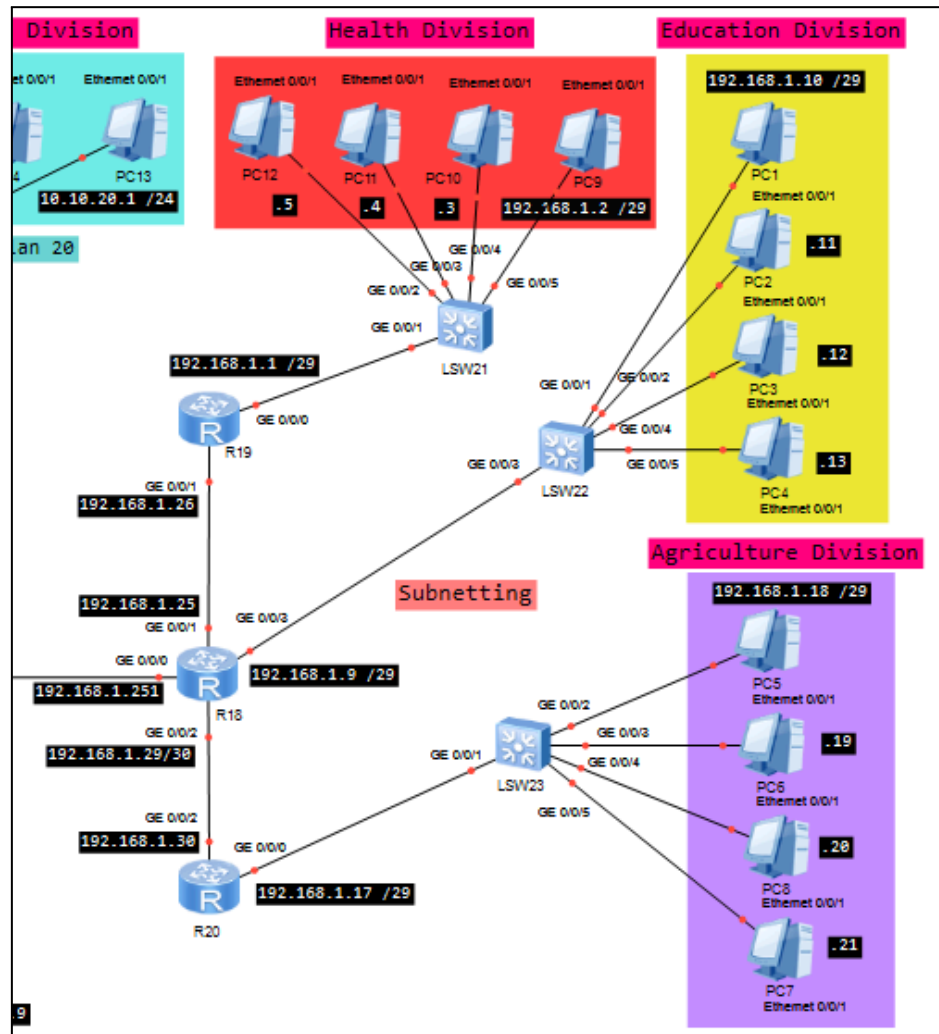 Division
Health Division
Education Division
et 0/0/1
Ethernet 0/0/1
Ethernet 0/0/1
Ethernet 0/0/1
Ethernet 0/0/1
Ethernet 0/0/1
192.168.1.10 /29
4
PC13
PC12
PC11
PC10
PC9
PC1
10.10.20.1 /24
.5
.4
.3
192.168.1.2 /29
Ethernet 0/0/1
lan 20
GE 0/0/4
GE 0/0/3
GE 0/0/2
GE 0/0/5
.11
PC2
Ethernet 0/0/1
GE 0/0/1
LSW21
192.168.1.1 /29
.12
PC3
Ethernet 0/0/1
GE 0/0/1
GE 0/0/2
GE 0/0/0
R19
GE 0/0/4
GE 0/0/5
.13
PC4
Ethernet 0/0/1
GE 0/0/3
LSW22
GE 0/0/1
192.168.1.26
Agriculture Division
Subnetting
192.168.1.18 /29
192.168.1.25
GE 0/0/1
GE 0/0/3
GE 0/0/0
192.168.1.9 /29
192.168.1.251
R18
PC5
Ethernet 0/0/1
GE 0/0/2
GE 0/0/2
GE 0/0/3
192.168.1.29/30
GE 0/0/1
GE 0/0/4
.19
PC6
Ethernet 0/0/1
LSW23
GE 0/0/5
GE 0/0/2
192.168.1.30
GE 0/0/0
.20
PC8
Ethernet 0/0/1
192.168.1.17 /29
R20
.21
PC7
Ethernet 0/0/1
.9